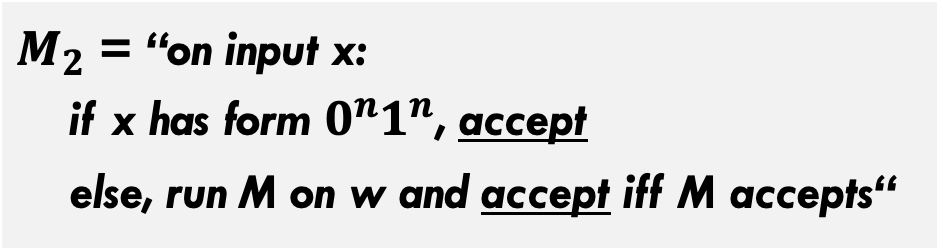 M₂ = “on input x:
if x has form 0ⁿ1ⁿ, accept
else, run M on w and accept iff M accepts“